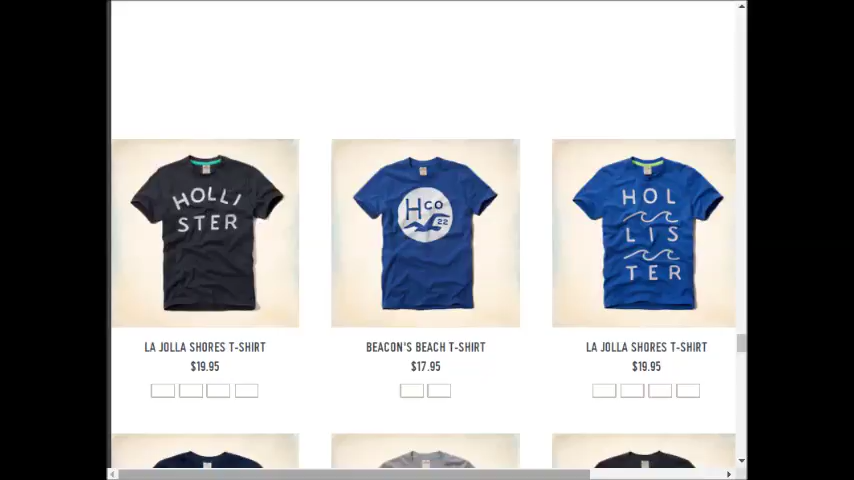 HOLLI
STER
HCO
22
HOL
LIS
TER
LA JOLLA SHORES T-SHIRT
$19.95
BEACON'S BEACH T-SHIRT
$17.95
LA JOLLA SHORES T-SHIRT
$19.95